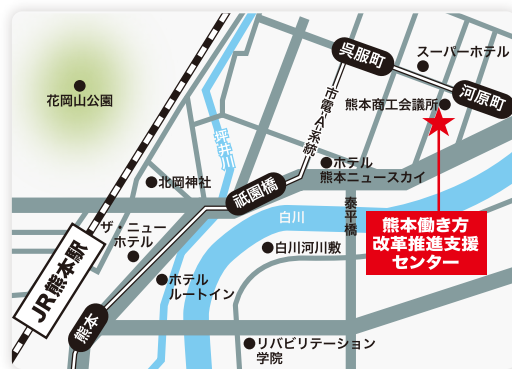 呉服町
スーパーホテル
河原町
花岡山公園
熊本商工会議所
市電-A-系統
坪井川
ホテル
熊本ニュースカイ
北岡神社
祇園橋
泰平橋
白川
熊本働き方
改革推進支援
センター
ザ・ニュー
ホテル
白川河川敷
JR熊本駅
ホテル
ルートイン
熊本
リバビリテーション
学院